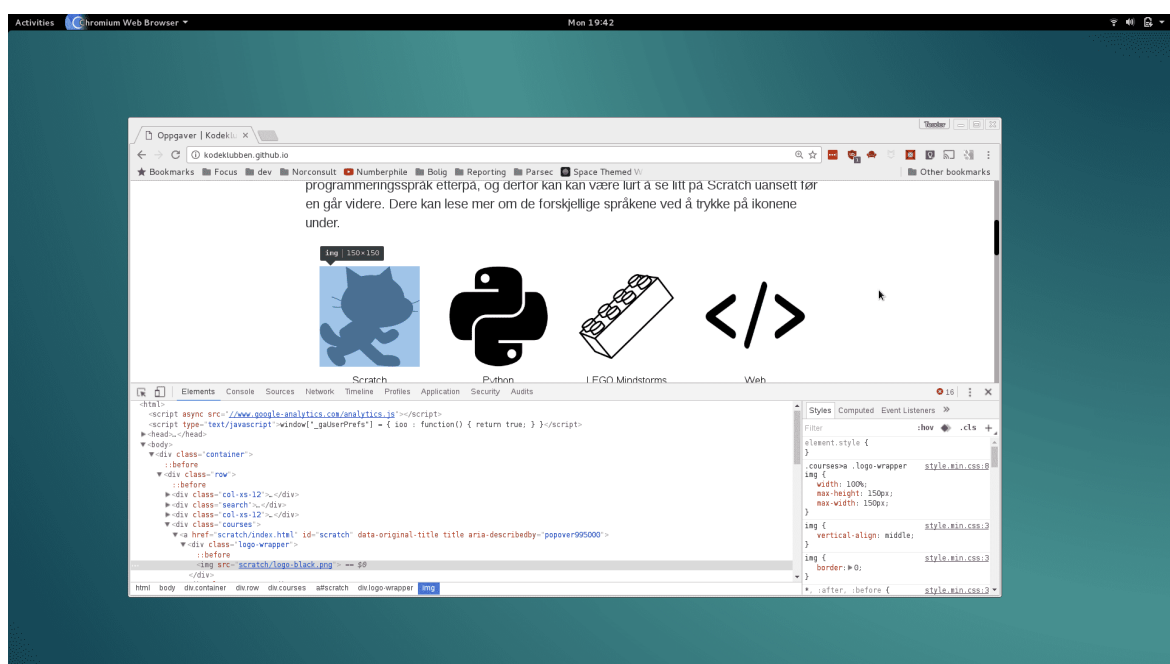 Activities Chromium Web Browser Mon 19:42
Oppgaver | Kodeklu
kodeklubben.github.io
Bookmarks Focus dev Norconsult Numberphile Bolig Reporting Parsec Space Themed W Other bookmarks
programmeringsspråk etterpå, og derfor kan kan være lurt å se litt på Scratch uansett før
en går videre. Dere kan lese mer om de forskjellige språkene ved å trykke på ikonene
under.
img | 150×150
</>
Scratch Python LEGO Mindstorms Web
Elements Console Sources Network Timeline Profiles Application Security Audits 16
<html>
<script async src="//www.google-analytics.com/analytics.js"></script>
<script type="text/javascript">window["_gaUserPrefs"] = { ioo : function() { return true; } }</script>
▶<head>…</head>
▼<body>
▼<div class="container">
::before
▼<div class="row">
::before
▶<div class="col-xs-12">…</div>
▶<div class="search">…</div>
▶<div class="col-xs-12">…</div>
▼<div class="courses">
▼<a href="scratch/index.html" id="scratch" data-original-title title aria-describedby="popover995000">
▼<div class="logo-wrapper">
::before
<img src="scratch/logo-black.png"> == $0
</div>
html body div.container div.row div.courses a#scratch div.logo-wrapper img
Styles Computed Event Listeners »
Filter :hov .cls +
element.style {
}
.courses>a .logo-wrapper style.min.css:8
img {
width: 100%;
max-height: 150px;
max-width: 150px;
}
img { style.min.css:3
vertical-align: middle;
}
img { style.min.css:3
border: ▶0;
}
*, :after, :before { style.min.css:3